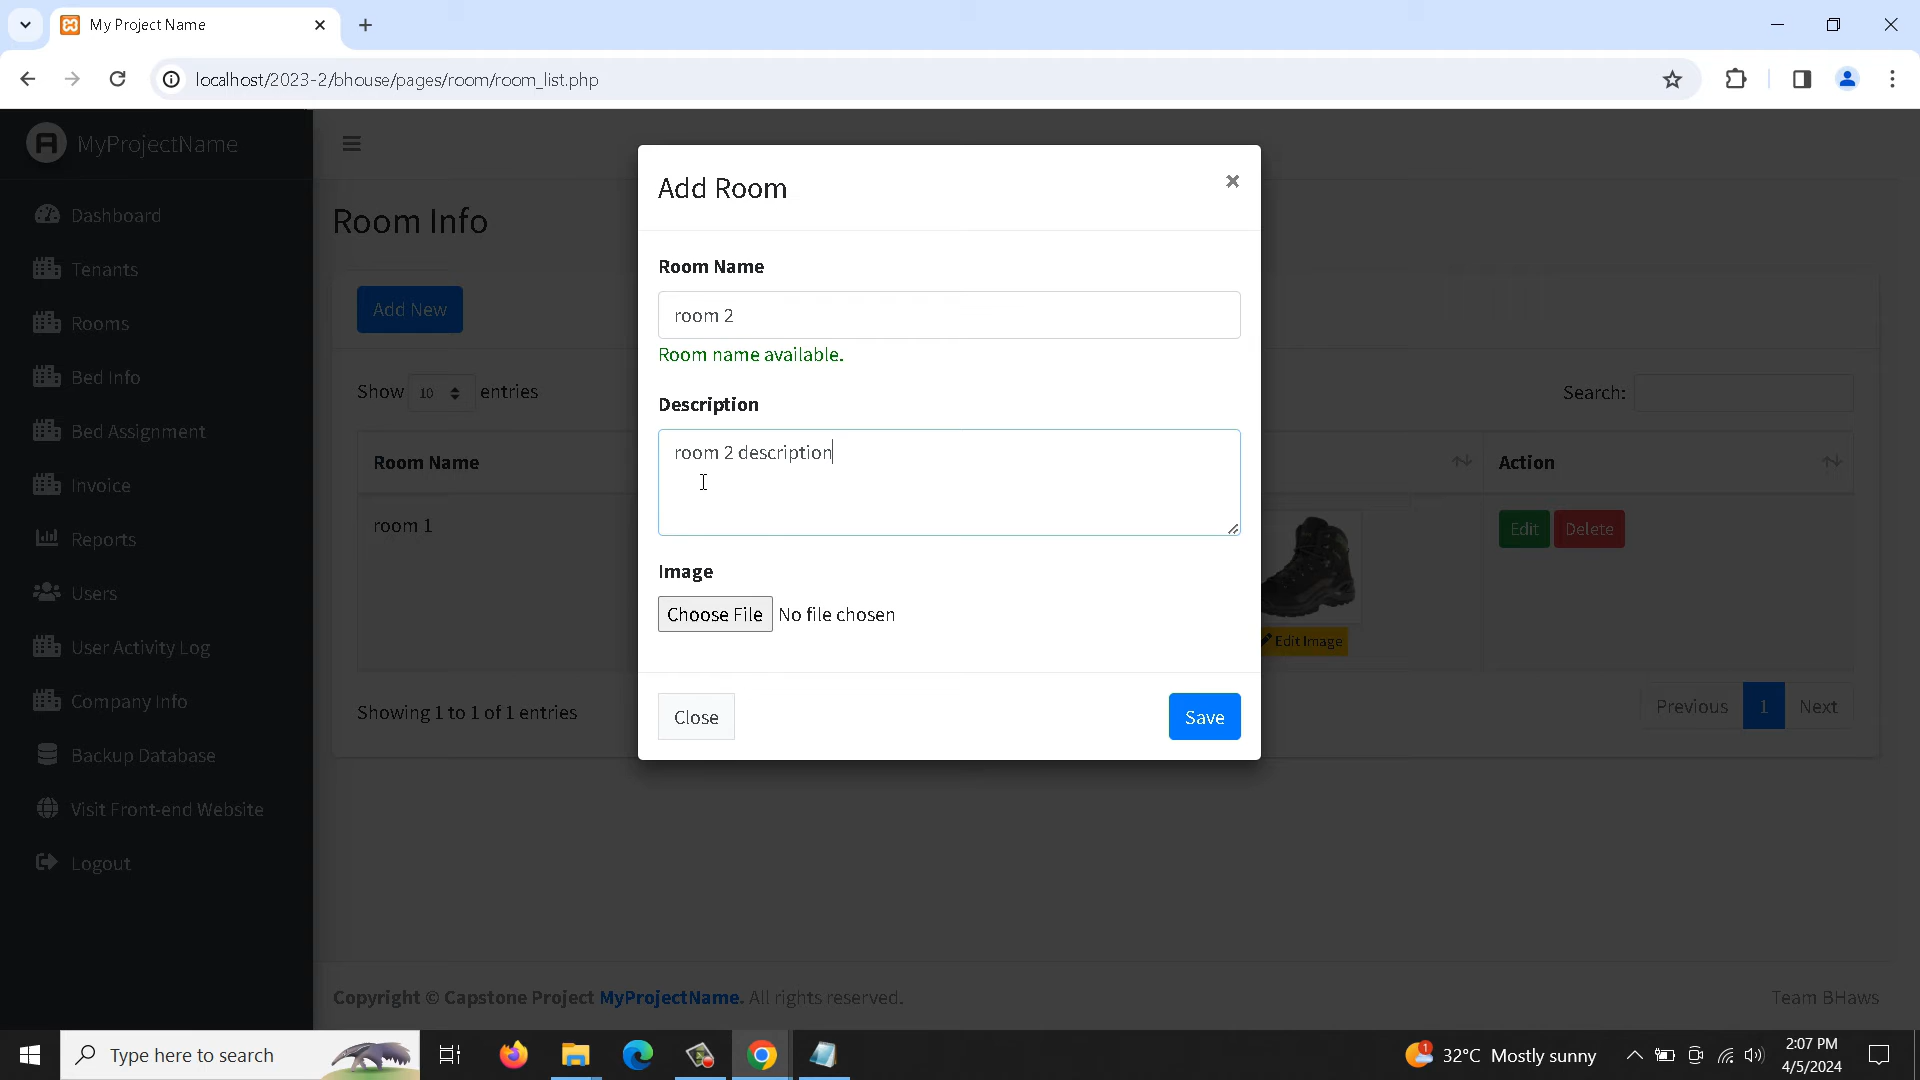 My Project Name
localhost/2023-2/bhouse/pages/room/room_list.php
MyProjectName
Dashboard
Tenants
Rooms
Bed Info
Bed Assignment
Invoice
Reports
Users
User Activity Log
Company Info
Backup Database
Visit Front-end Website
Logout
Room Info
Add New
Show 10 entries
Search:
Room Name
Action
room 1
Edit Delete
Edit Image
Showing 1 to 1 of 1 entries
Previous 1 Next
Add Room
×
Room Name
room 2
Room name available.
Description
room 2 description
Image
Choose File No file chosen
Close
Save
Copyright © Capstone Project MyProjectName. All rights reserved.
Team BHaws
Type here to search
1
32°C Mostly sunny
2:07 PM
4/5/2024